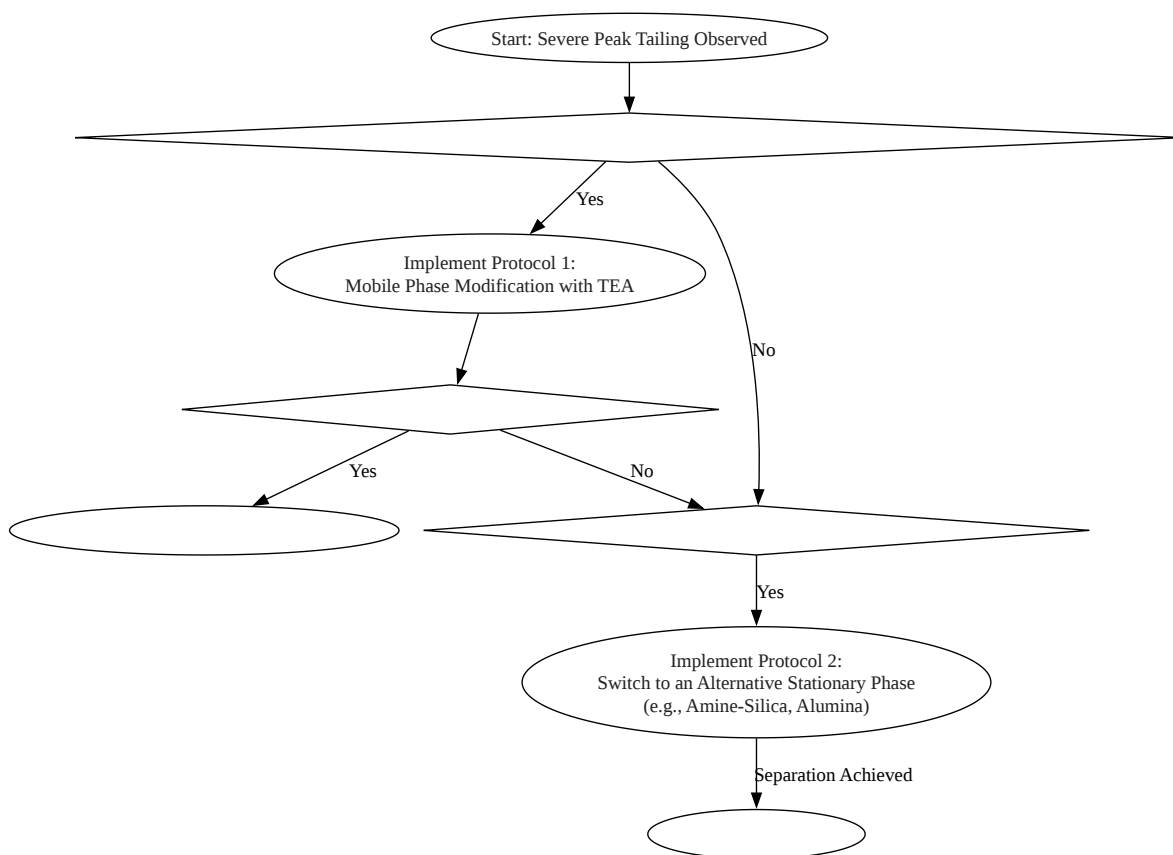 Start: Severe Peak Tailing Observed
Yes
Implement Protocol 1:
Mobile Phase Modification with TEA
No
Yes
No
Yes
Implement Protocol 2:
Switch to an Alternative Stationary Phase
(e.g., Amine-Silica, Alumina)
Separation Achieved